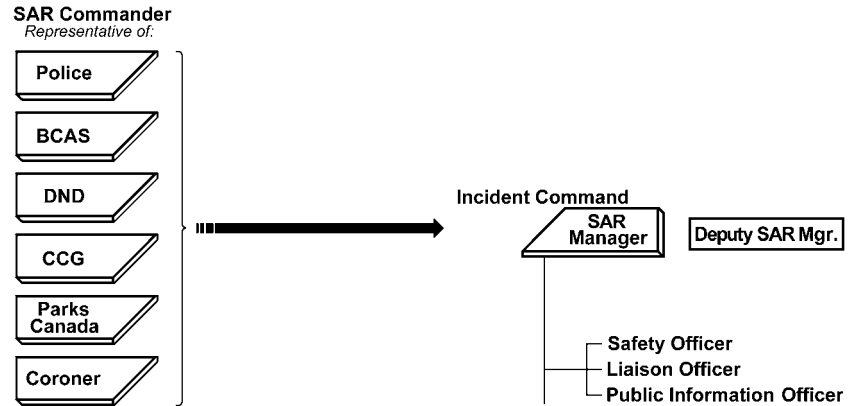 SAR Commander
Representative of:
Police
BCAS
DND
CCG
Parks
Canada
Coroner
Incident Command
SAR
Manager
Deputy SAR Mgr.
Safety Officer
Liaison Officer
Public Information Officer